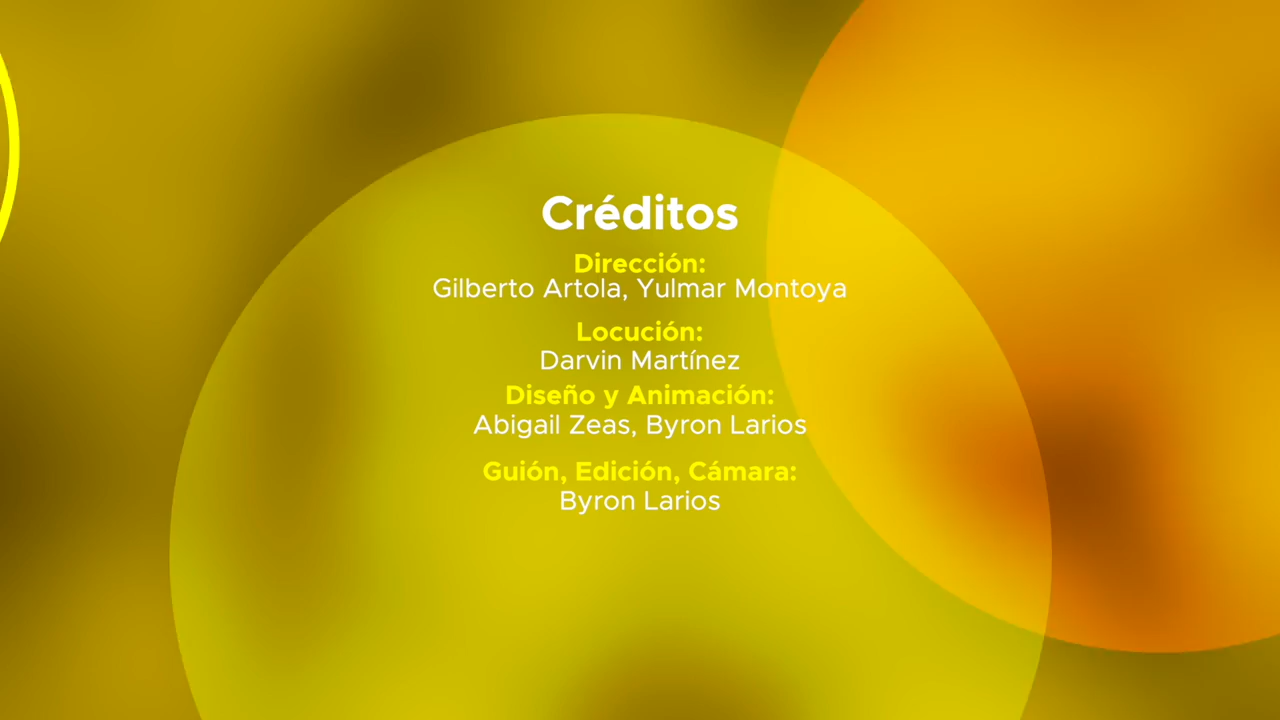 Créditos
Dirección:
Gilberto Artola, Yulmar Montoya
Locución:
Darvin Martínez
Diseño y Animación:
Abigail Zeas, Byron Larios
Guión, Edición, Cámara:
Byron Larios